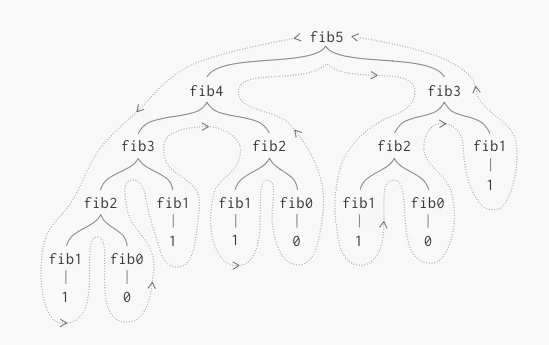 fib5
fib4 fib3
fib3 fib2 fib2 fib1
fib2 fib1 fib1 fib0 fib1 fib0 1
fib1 fib0 1 1 0 1 0
1 0